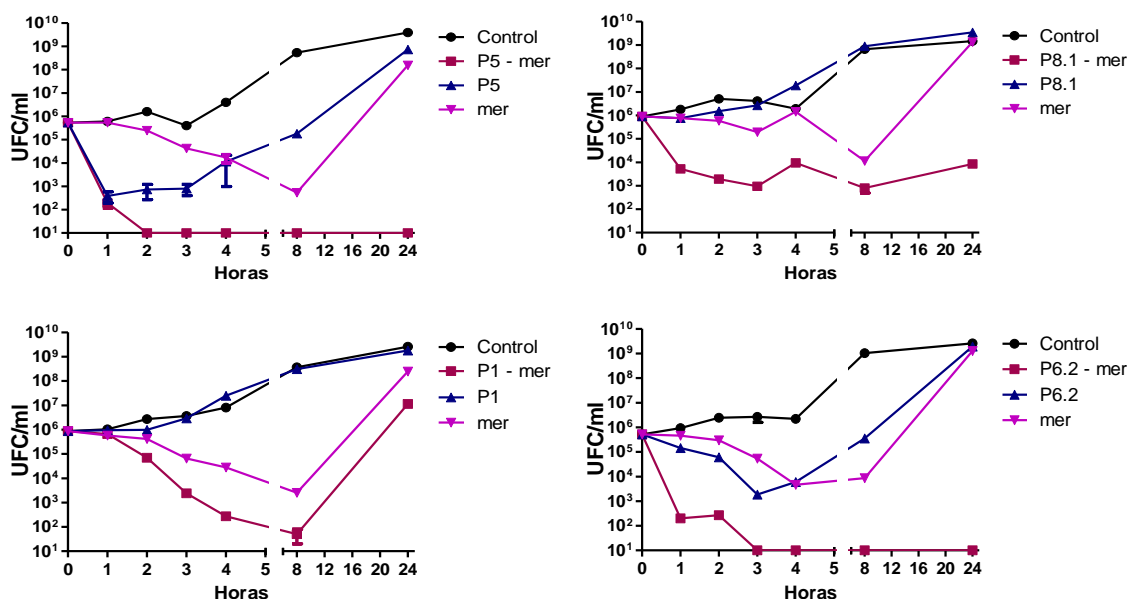 10^10
10^9
10^8
10^7
10^6
10^5
10^4
10^3
10^2
10^1
UFC/ml
0 1 2 3 4 5 8 12 16 20 24
Horas
Control
P5 - mer
P5
mer
10^10
10^9
10^8
10^7
10^6
10^5
10^4
10^3
10^2
10^1
UFC/ml
0 1 2 3 4 5 8 12 16 20 24
Horas
Control
P8.1 - mer
P8.1
mer
10^10
10^9
10^8
10^7
10^6
10^5
10^4
10^3
10^2
10^1
UFC/ml
0 1 2 3 4 5 8 12 16 20 24
Horas
Control
P1 - mer
P1
mer
10^10
10^9
10^8
10^7
10^6
10^5
10^4
10^3
10^2
10^1
UFC/ml
0 1 2 3 4 5 8 12 16 20 24
Horas
Control
P6.2 - mer
P6.2
mer